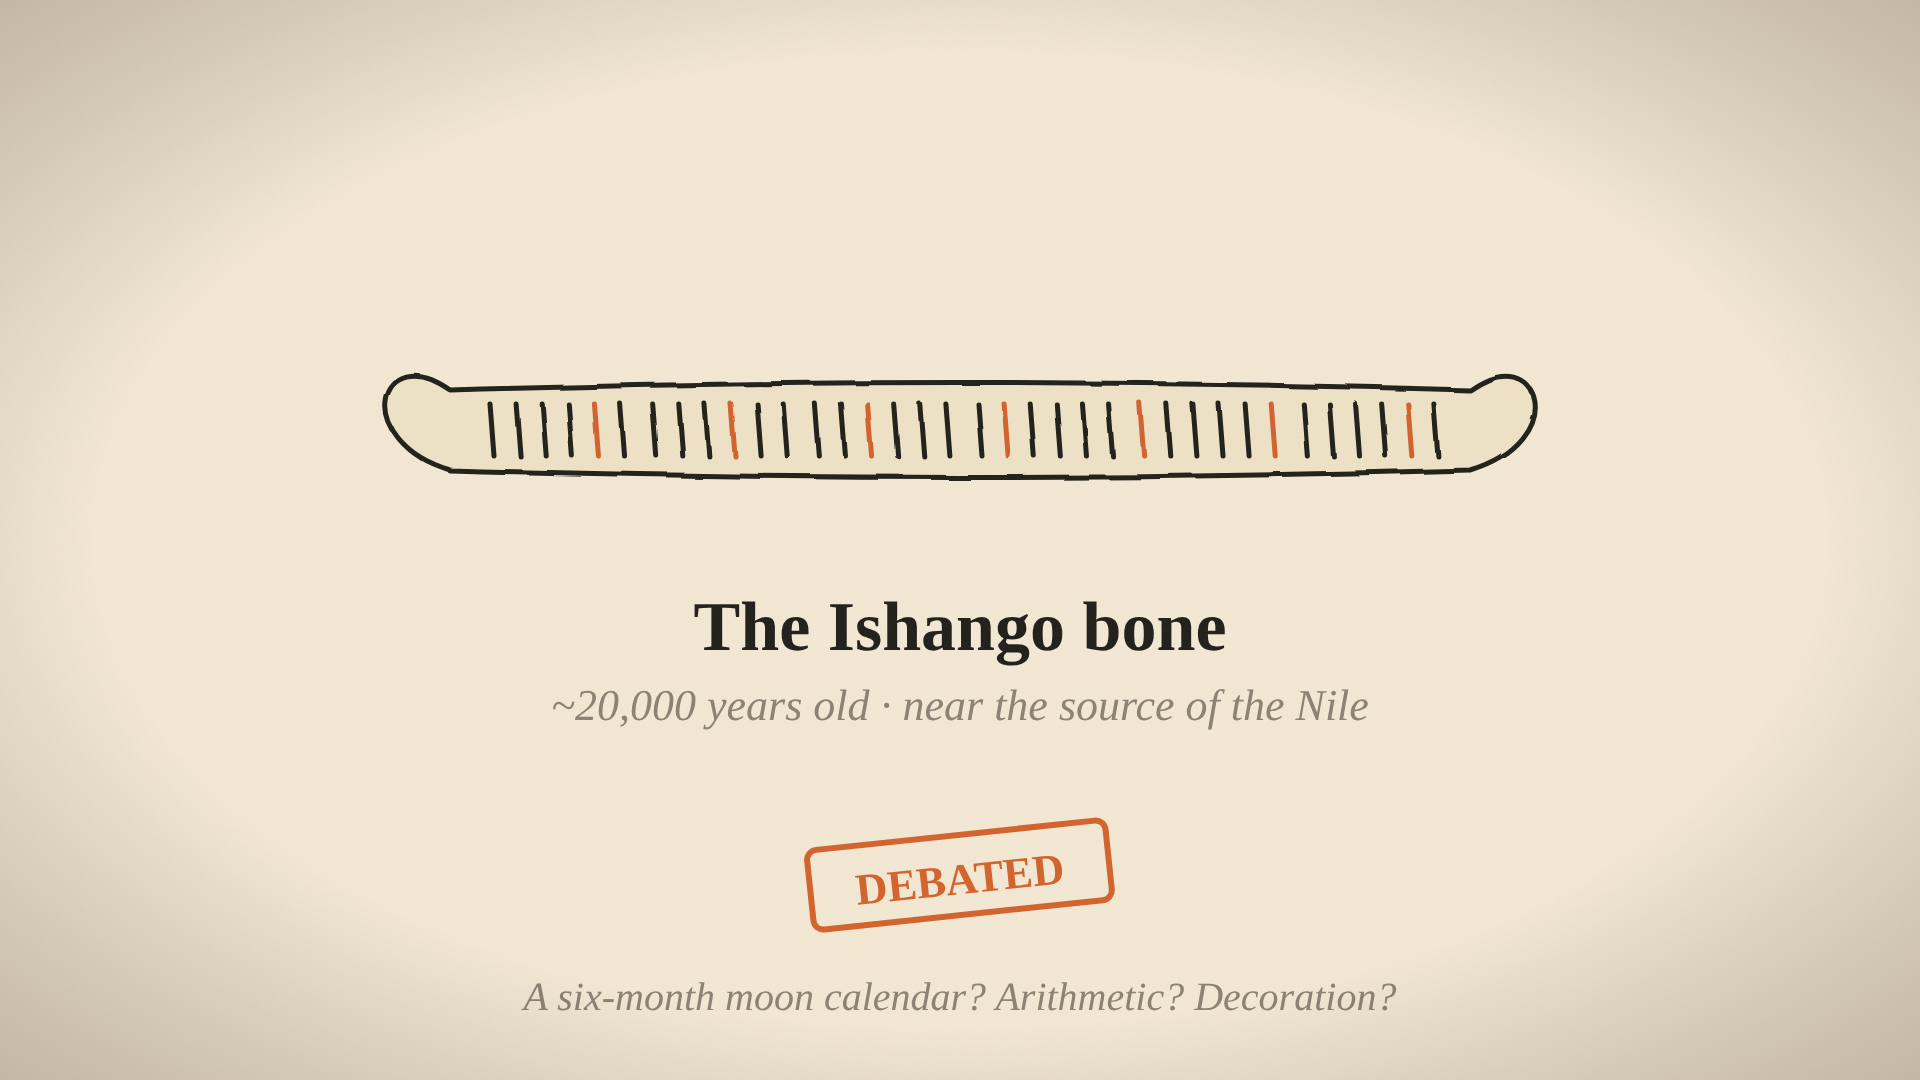 The Ishango bone
~20,000 years old · near the source of the Nile
DEBATED
A six-month moon calendar? Arithmetic? Decoration?